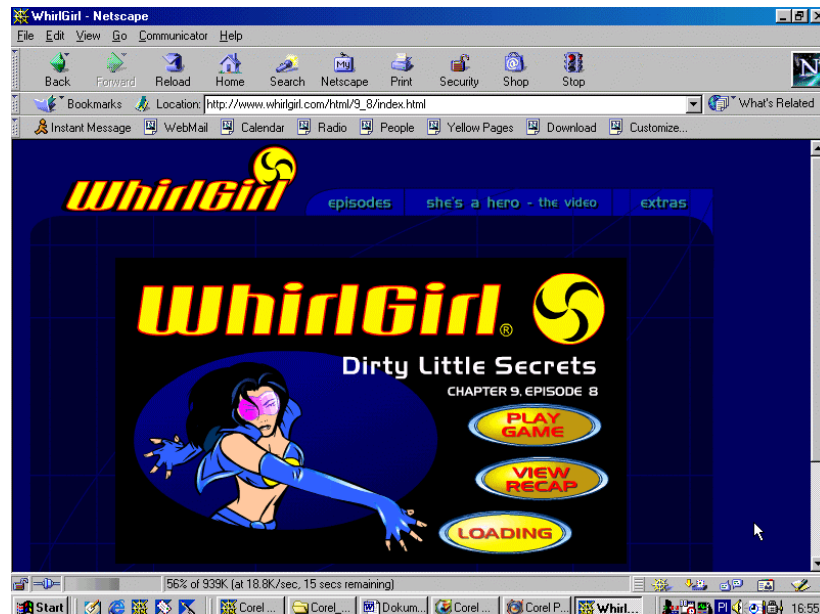 WhirlGirl - Netscape
File Edit View Go Communicator Help
My
Back Forward Reload Home Search Netscape Print Security Shop Stop
N
Bookmarks Location: http://www.whirlgirl.com/html/9_8/index.html What's Related
Instant Message WebMail Calendar Radio People Yellow Pages Download Customize...
WhirlGirl
episodes she's a hero - the video extras
WhirlGirl®
Dirty Little Secrets
CHAPTER 9, EPISODE 8
PLAY
GAME
VIEW
RECAP
LOADING
56% of 939K (at 18.8K/sec, 15 secs remaining)
Start Corel ... Corel_... Dokum... Corel ... Corel P... Whirl... Pl 16:55